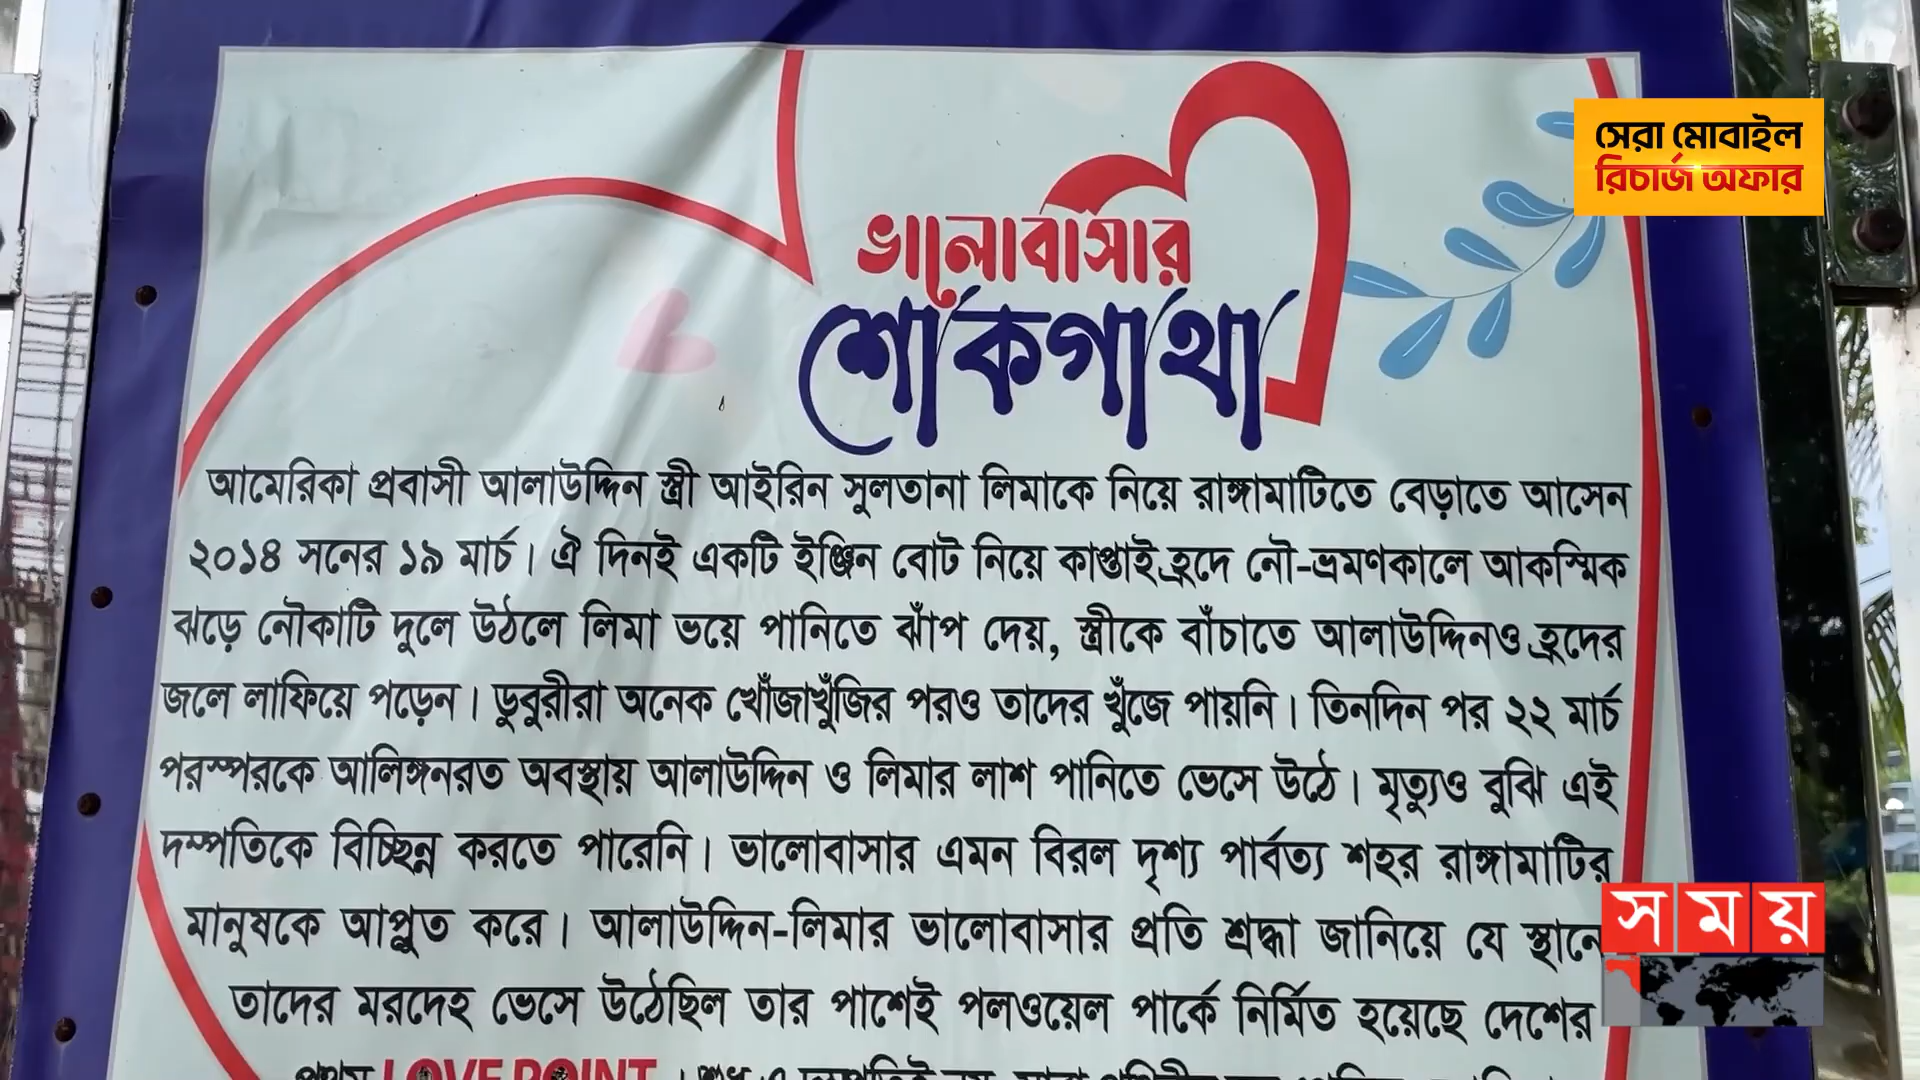 সেরা মোবাইল
রিচার্জ অফার
ভালোবাসার
শোকগাথা
আমেরিকা প্রবাসী আলাউদ্দিন স্ত্রী আইরিন সুলতানা লিমাকে নিয়ে রাঙ্গামাটিতে বেড়াতে আসেন
২০১৪ সনের ১৯ মার্চ। ঐ দিনই একটি ইঞ্জিন বোট নিয়ে কাপ্তাই হ্রদে নৌ-ভ্রমণকালে আকস্মিক
ঝড়ে নৌকাটি দুলে উঠলে লিমা ভয়ে পানিতে ঝাঁপ দেয়, স্ত্রীকে বাঁচাতে আলাউদ্দিনও হ্রদের
জলে লাফিয়ে পড়েন। ডুবুরীরা অনেক খোঁজাখুঁজির পরও তাদের খুঁজে পায়নি। তিনদিন পর ২২ মার্চ
পরস্পরকে আলিঙ্গনরত অবস্থায় আলাউদ্দিন ও লিমার লাশ পানিতে ভেসে উঠে। মৃত্যুও বুঝি এই
দম্পতিকে বিচ্ছিন্ন করতে পারেনি। ভালোবাসার এমন বিরল দৃশ্য পার্বত্য শহর রাঙ্গামাটির
মানুষকে আপ্লুত করে। আলাউদ্দিন-লিমার ভালোবাসার প্রতি শ্রদ্ধা জানিয়ে যে স্থানে
তাদের মরদেহ ভেসে উঠেছিল তার পাশেই পলওয়েল পার্কে নির্মিত হয়েছে দেশের
প্রথম LOVE POINT
সময়